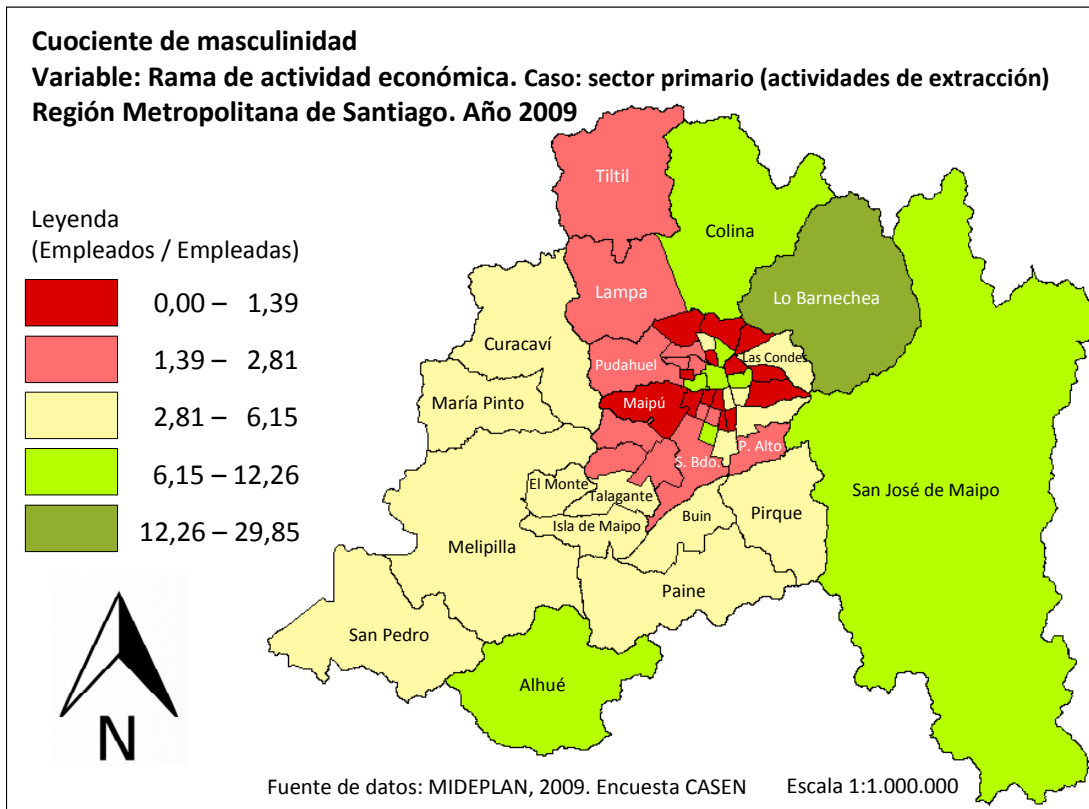 Cuociente de masculinidad
Variable: Rama de actividad económica. Caso: sector primario (actividades de extracción)
Región Metropolitana de Santiago. Año 2009
Leyenda
(Empleados / Empleadas)
0,00 – 1,39
1,39 – 2,81
2,81 – 6,15
6,15 – 12,26
12,26 – 29,85
Tiltil
Colina
Lampa
Lo Barnechea
Curacaví
Pudahuel
Las Condes
María Pinto
Maipú
P. Alto
S. Bdo.
El Monte
Talagante
San José de Maipo
Isla de Maipo
Buin
Pirque
Melipilla
Paine
San Pedro
Alhué
N
Fuente de datos: MIDEPLAN, 2009. Encuesta CASEN Escala 1:1.000.000